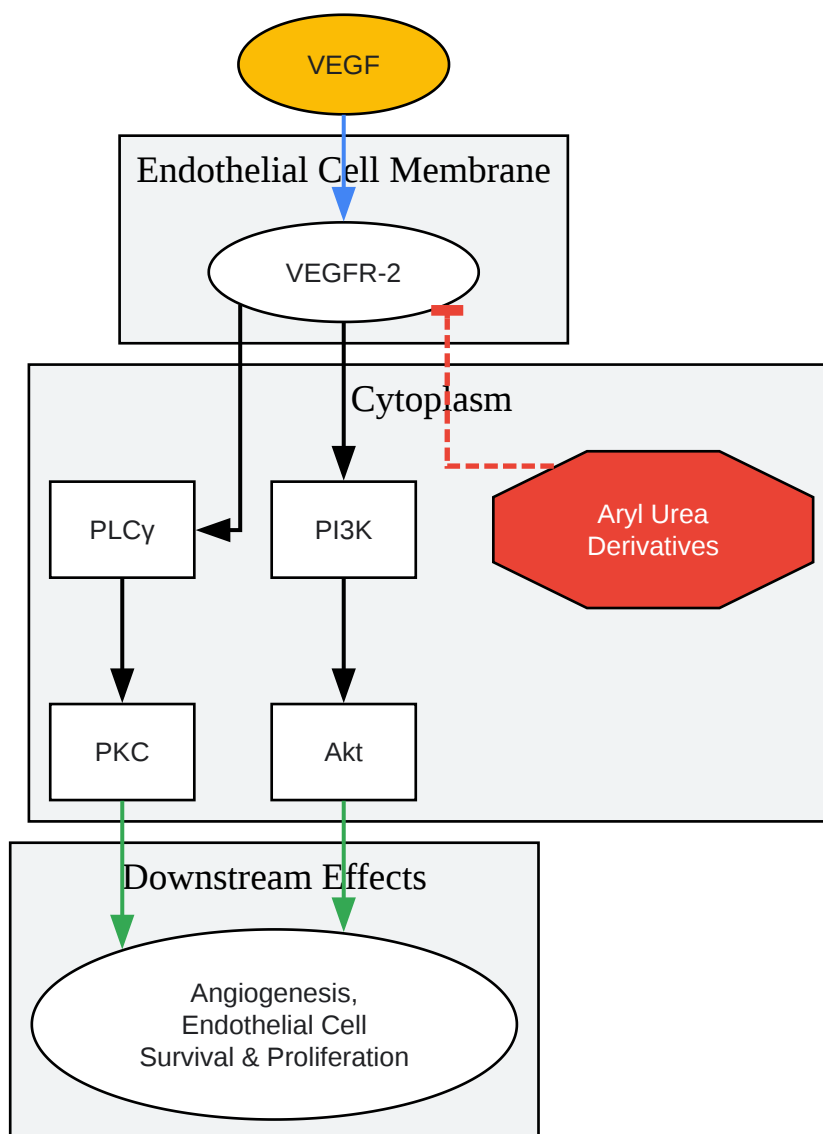 VEGF
Endothelial Cell Membrane
VEGFR-2
Cytoplasm
PLCγ
PI3K
Aryl Urea
Derivatives
PKC
Akt
Downstream Effects
Angiogenesis,
Endothelial Cell
Survival & Proliferation